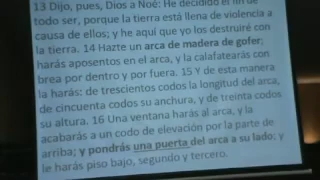 13 Dijo, pues, Dios a Noé: He decidido el fin de
todo ser, porque la tierra está llena de violencia a
causa de ellos; y he aquí que yo los destruiré con
la tierra. 14 Hazte un arca de madera de gofer;
harás aposentos en el arca, y la calafatearás con
brea por dentro y por fuera. 15 Y de esta manera
la harás: de trescientos codos la longitud del arca,
de cincuenta codos su anchura, y de treinta codos
su altura. 16 Una ventana harás al arca, y la
acabarás a un codo de elevación por la parte de
arriba; y pondrás una puerta del arca a su lado; y
le harás piso bajo, segundo y tercero.